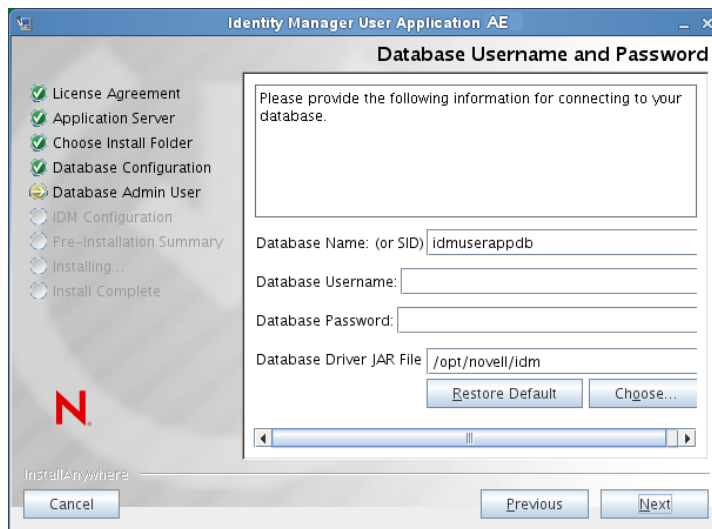 Identity Manager User Application AE
Database Username and Password
License Agreement
Application Server
Choose Install Folder
Database Configuration
Database Admin User
IDM Configuration
Pre-Installation Summary
Installing...
Install Complete
Please provide the following information for connecting to your
database.
Database Name: (or SID) idmuserappdb
Database Username:
Database Password:
Database Driver JAR File /opt/novell/idm
Restore Default Choose...
N
InstallAnywhere
Cancel Previous Next